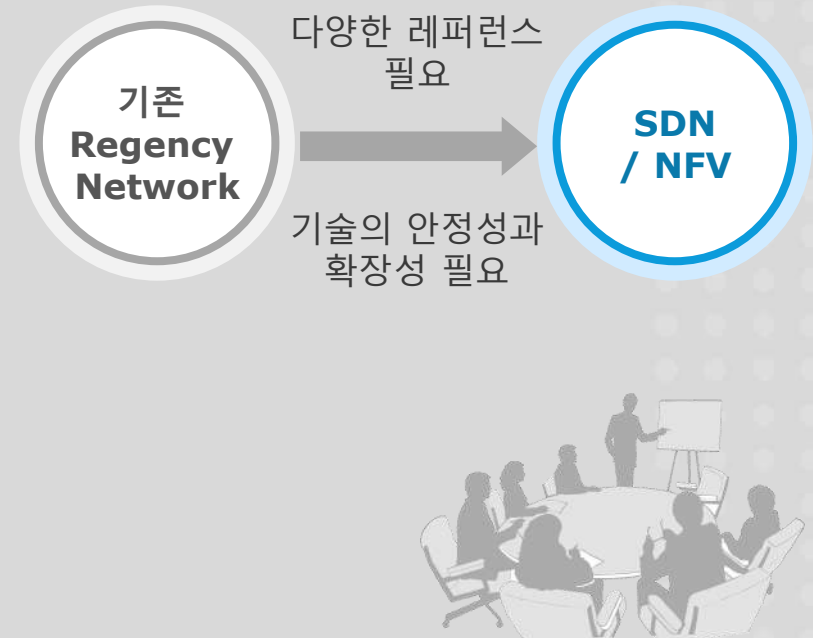 다양한 레퍼런스
필요
기존
Regency
Network
SDN
/ NFV
기술의 안정성과
확장성 필요